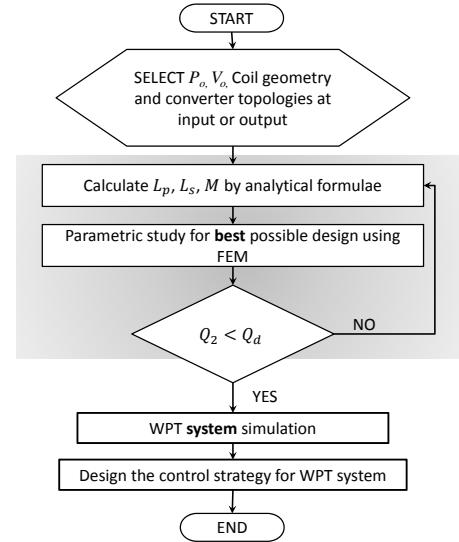 START
SELECT P_o, V_o, Coil geometry
and converter topologies at
input or output
Calculate L_p, L_s, M by analytical formulae
Parametric study for best possible design using
FEM
Q_2 < Q_d
NO
YES
WPT system simulation
Design the control strategy for WPT system
END